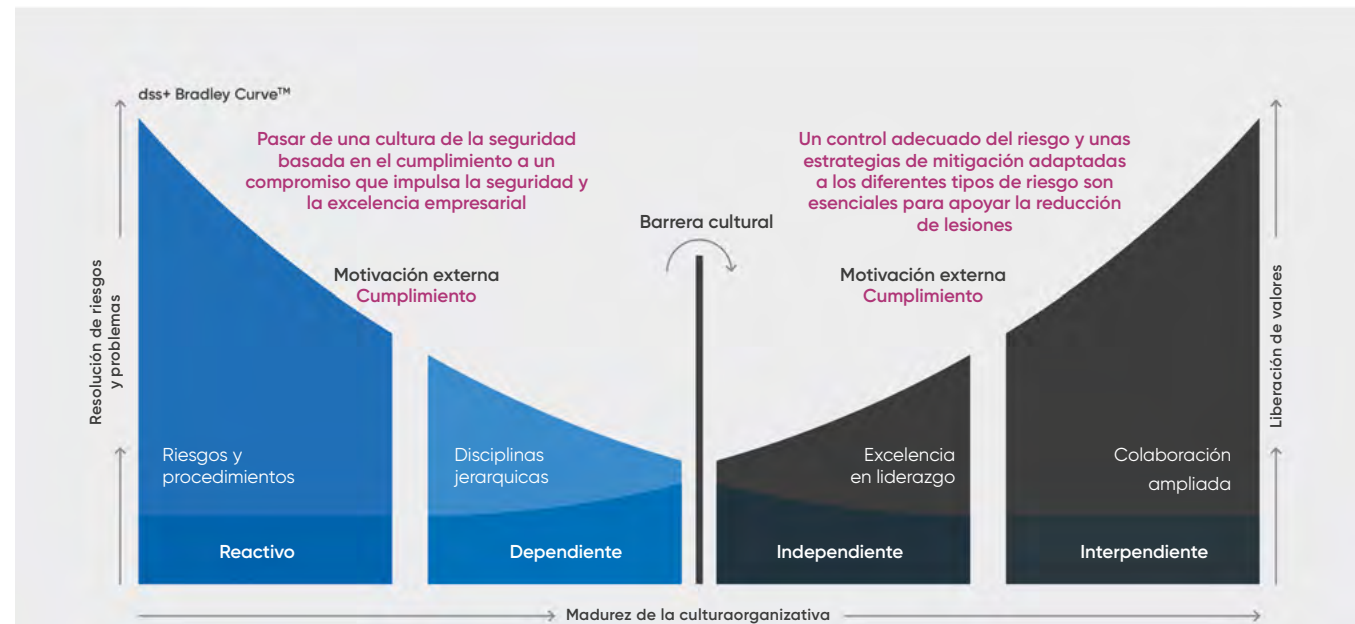 dss+ Bradley Curve™
Pasar de una cultura de la seguridad
basada en el cumplimiento a un
compromiso que impulsa la seguridad y
la excelencia empresarial
Un control adecuado del riesgo y unas
estrategias de mitigación adaptadas
a los diferentes tipos de riesgo son
esenciales para apoyar la reducción
de lesiones
Barrera cultural
Motivación externa
Cumplimiento
Motivación externa
Cumplimiento
Resolución de riesgos
y problemas
Liberación de valores
Riesgos y
procedimientos
Disciplinas
jerarquicas
Excelencia
en liderazgo
Colaboración
ampliada
Reactivo
Dependiente
Independiente
Interpendiente
Madurez de la culturaorganizativa